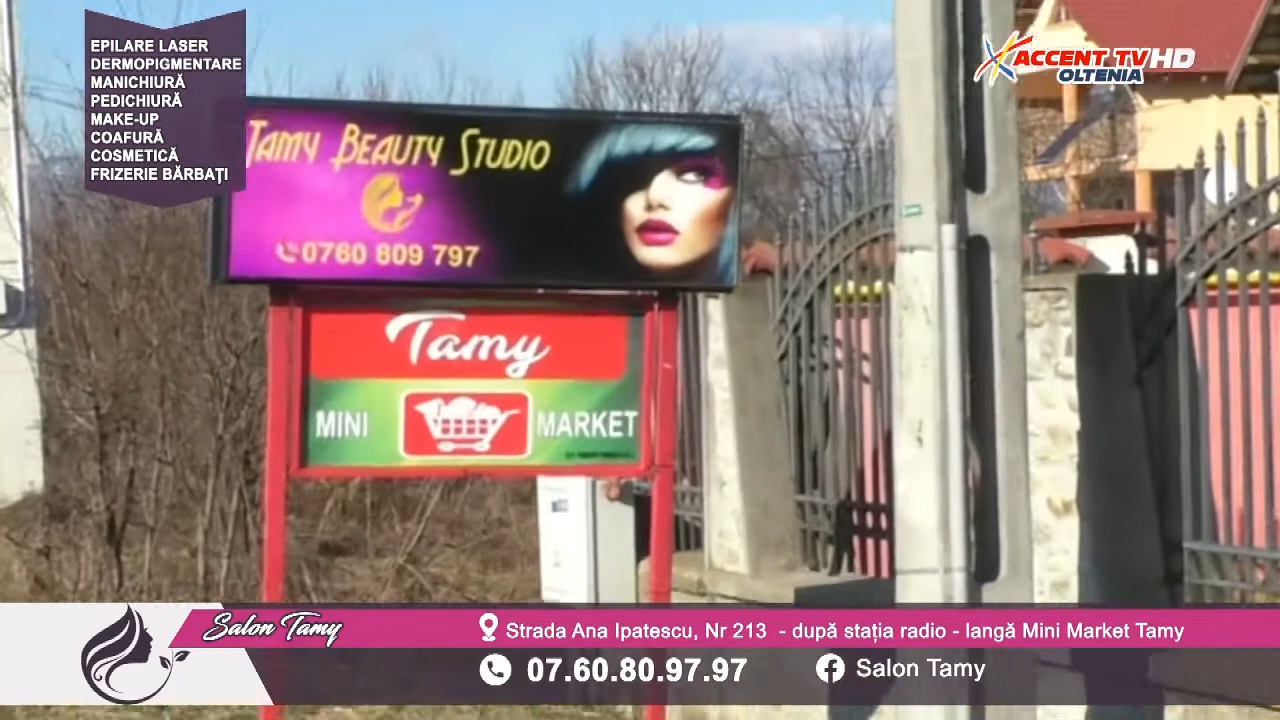 EPILARE LASER
DERMOPIGMENTARE
MANICHIURĂ
PEDICHIURĂ
MAKE-UP
COAFURĂ
COSMETICĂ
FRIZERIE BĂRBAȚI
ACCENT TV HD
OLTENIA
TAMY BEAUTY STUDIO
0760 809 797
Tamy
MINI MARKET
Salon Tamy
Strada Ana Ipatescu, Nr 213 - după stația radio - langă Mini Market Tamy
07.60.80.97.97
Salon Tamy